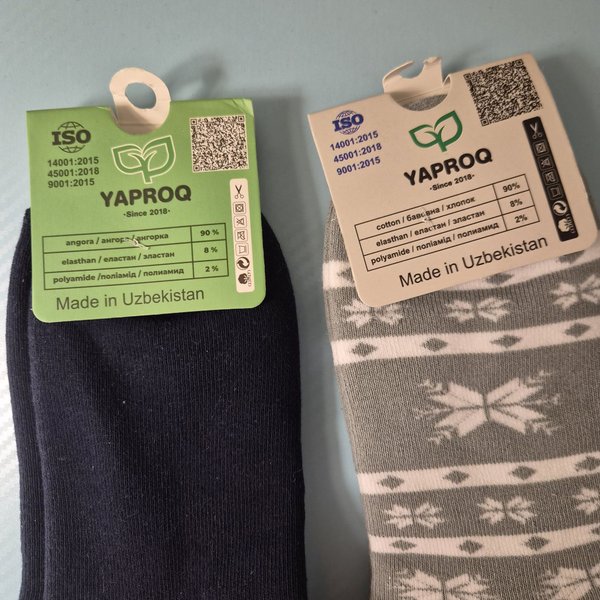 ISO
14001:2015
45001:2018
9001:2015
YAPROQ
·Since 2018·
angora / ангора / ангорка 90 %
elasthan / еластан / эластан 8 %
polyamide / поліамід / полиамид 2 %
Made in Uzbekistan
ISO
14001:2015
45001:2018
9001:2015
YAPROQ
·Since 2018·
cotton / бавовна / хлопок 90%
elasthan / еластан / эластан 8%
polyamide / поліамід / полиамид 2%
Made in Uzbekistan